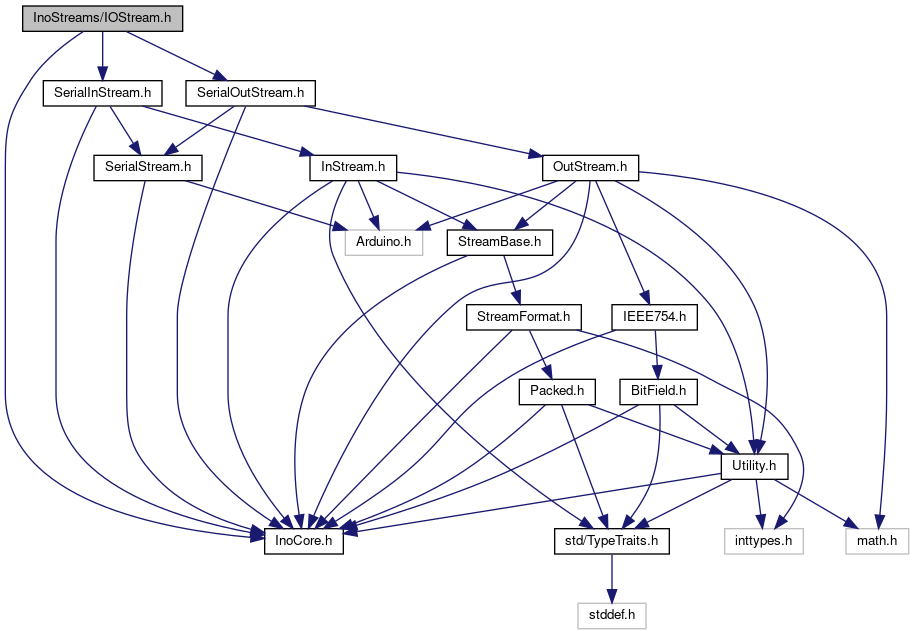 InoStreams/IOStream.h
SerialInStream.h
SerialOutStream.h
SerialStream.h
InStream.h
OutStream.h
Arduino.h
StreamBase.h
StreamFormat.h
IEEE754.h
Packed.h
BitField.h
Utility.h
InoCore.h
std/TypeTraits.h
inttypes.h
math.h
stddef.h